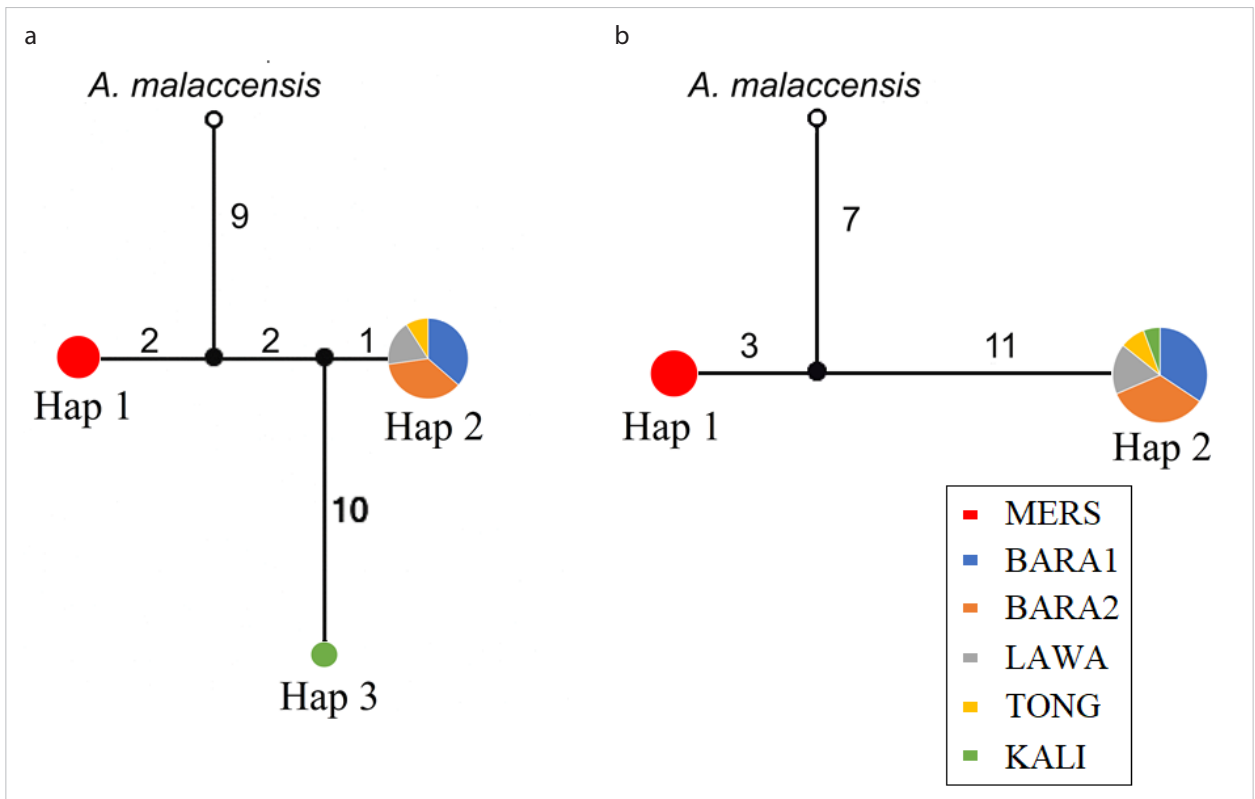 a
A. malaccensis
9
2
2
1
Hap 1
Hap 2
10
Hap 3
b
A. malaccensis
7
3
11
Hap 1
Hap 2
MERS
BARA1
BARA2
LAWA
TONG
KALI